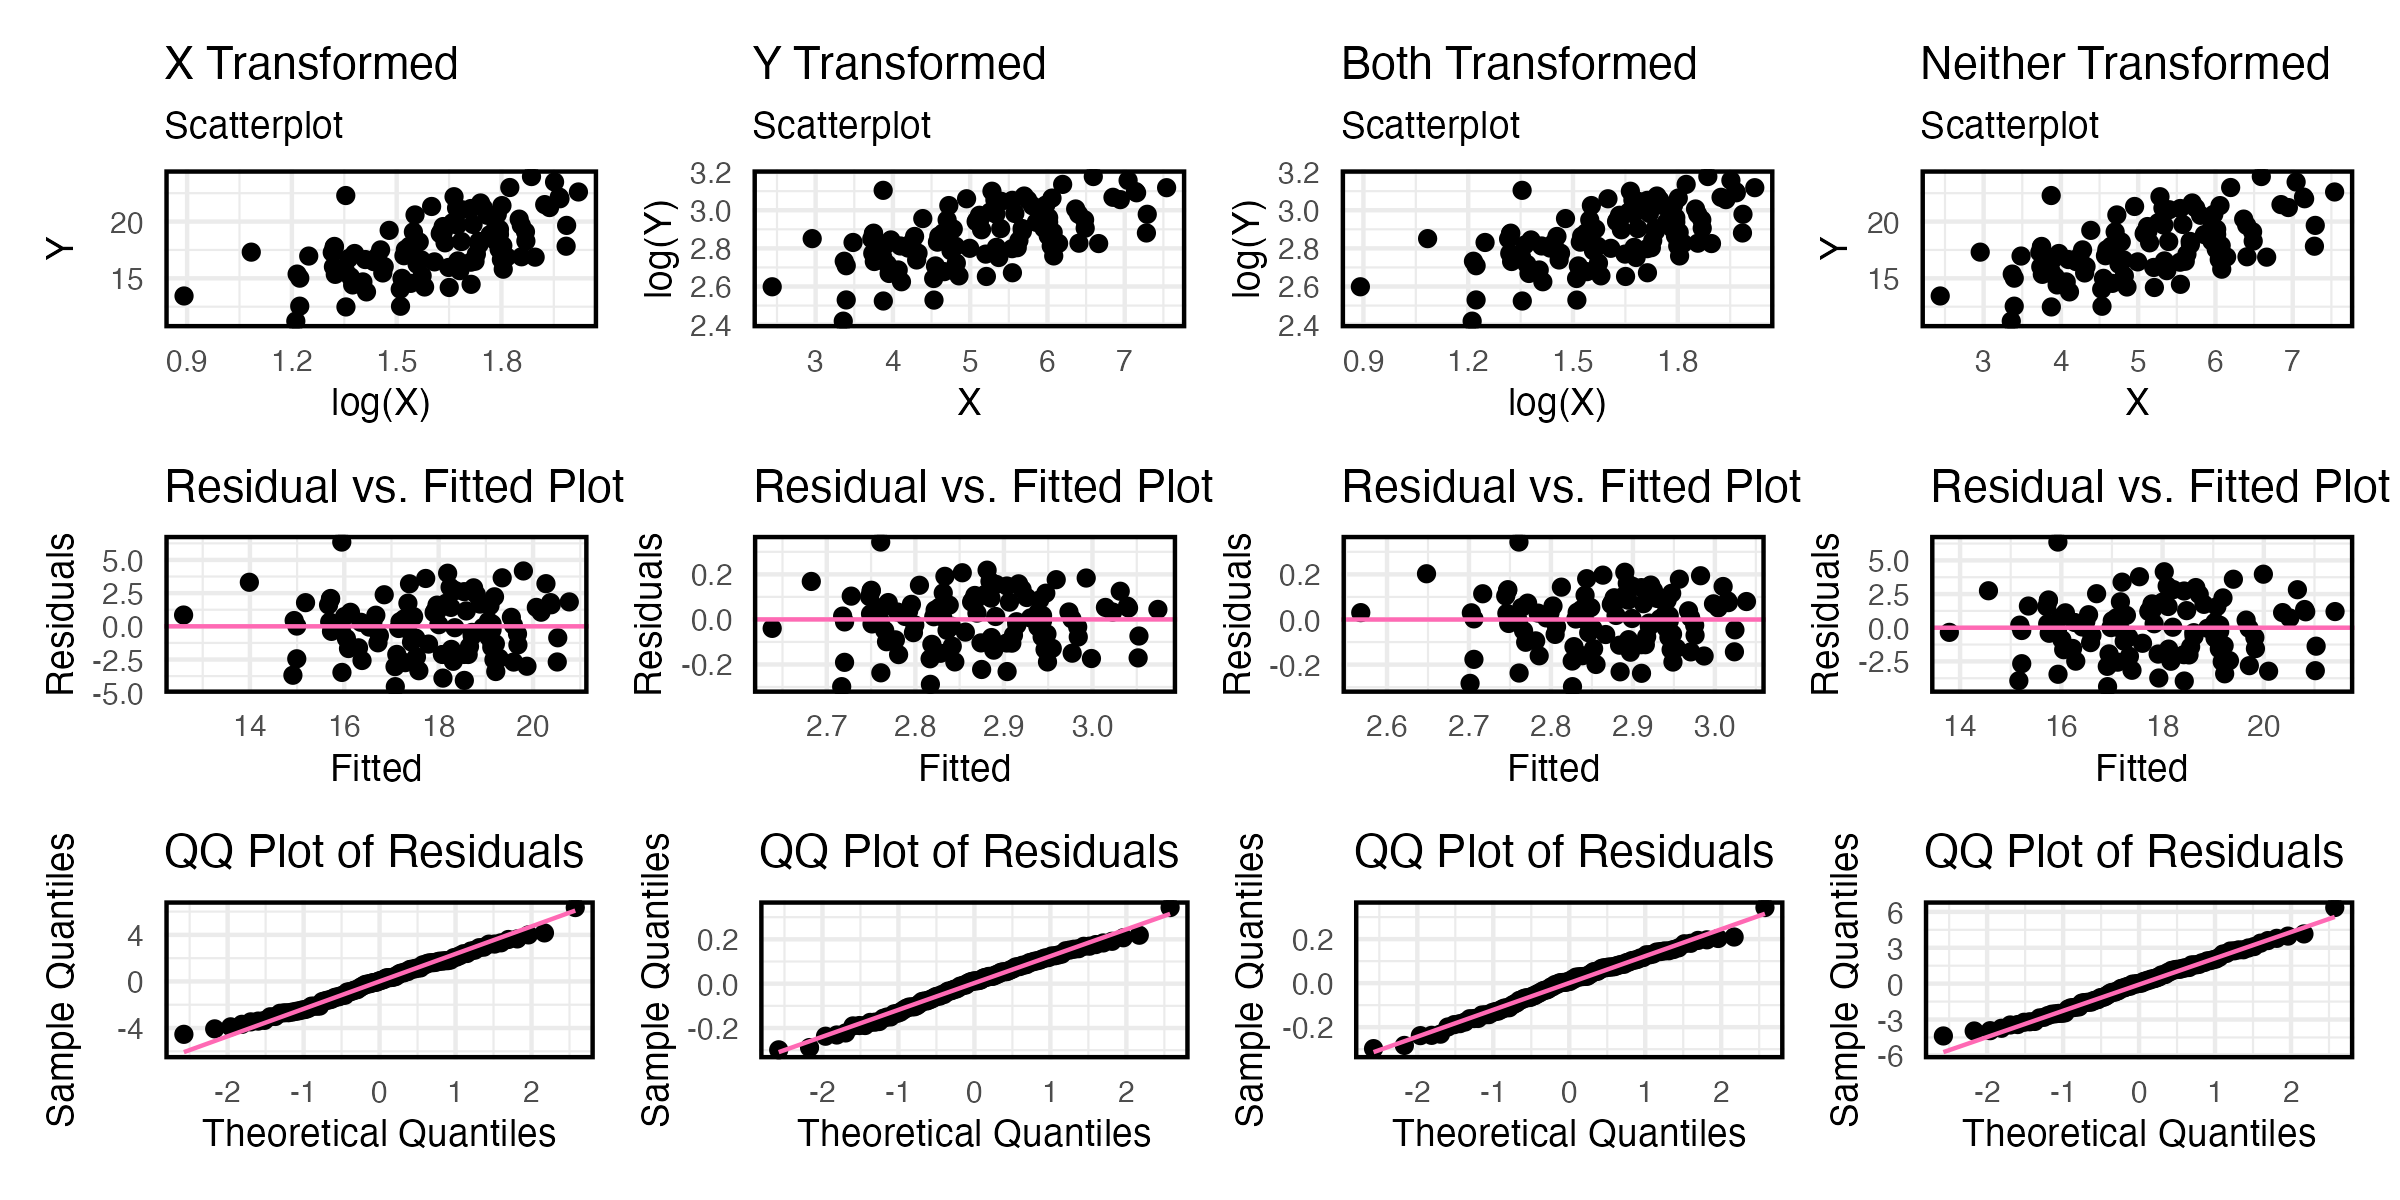 X Transformed
Y Transformed
Both Transformed
Neither Transformed
Scatterplot
Scatterplot
Scatterplot
Scatterplot
Y
20
15
0.9 1.2 1.5 1.8
log(X)
log(Y)
3.2
3.0
2.8
2.6
2.4
3 4 5 6 7
X
log(Y)
3.2
3.0
2.8
2.6
2.4
0.9 1.2 1.5 1.8
log(X)
Y
20
15
3 4 5 6 7
X
Residual vs. Fitted Plot
Residual vs. Fitted Plot
Residual vs. Fitted Plot
Residual vs. Fitted Plot
Residuals
5.0
2.5
0.0
-2.5
-5.0
14 16 18 20
Fitted
Residuals
0.2
0.0
-0.2
2.7 2.8 2.9 3.0
Fitted
Residuals
0.2
0.0
-0.2
2.6 2.7 2.8 2.9 3.0
Fitted
Residuals
5.0
2.5
0.0
-2.5
14 16 18 20
Fitted
QQ Plot of Residuals
QQ Plot of Residuals
QQ Plot of Residuals
QQ Plot of Residuals
Sample Quantiles
4
0
-4
-2 -1 0 1 2
Theoretical Quantiles
Sample Quantiles
0.2
0.0
-0.2
-2 -1 0 1 2
Theoretical Quantiles
Sample Quantiles
0.2
0.0
-0.2
-2 -1 0 1 2
Theoretical Quantiles
Sample Quantiles
6
3
0
-3
-6
-2 -1 0 1 2
Theoretical Quantiles